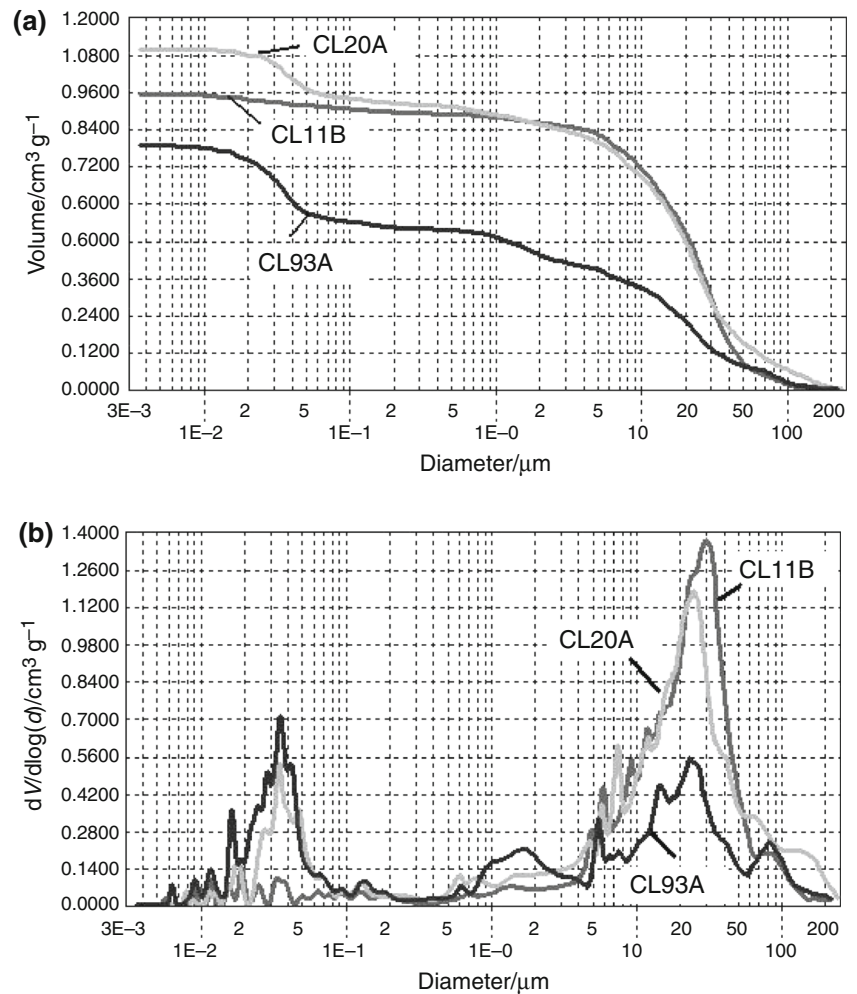 (a)
1.2000
1.0800
0.9600
0.8400
0.7200
0.6000
0.4800
0.3600
0.2400
0.1200
0.0000
Volume/cm³ g⁻¹
CL20A
CL11B
CL93A
3E–3 2 5 2 5 2 5 20 50 200
1E–2 1E–1 1E–0 10 100
Diameter/µm
(b)
1.4000
1.2600
1.1200
0.9800
0.8400
0.7000
0.5600
0.4200
0.2800
0.1400
0.0000
dV/dlog(d)/cm³ g⁻¹
CL11B
CL20A
CL93A
3E–3 2 5 2 5 2 5 20 50
1E–2 1E–1 1E–0 10 100 200
Diameter/µm